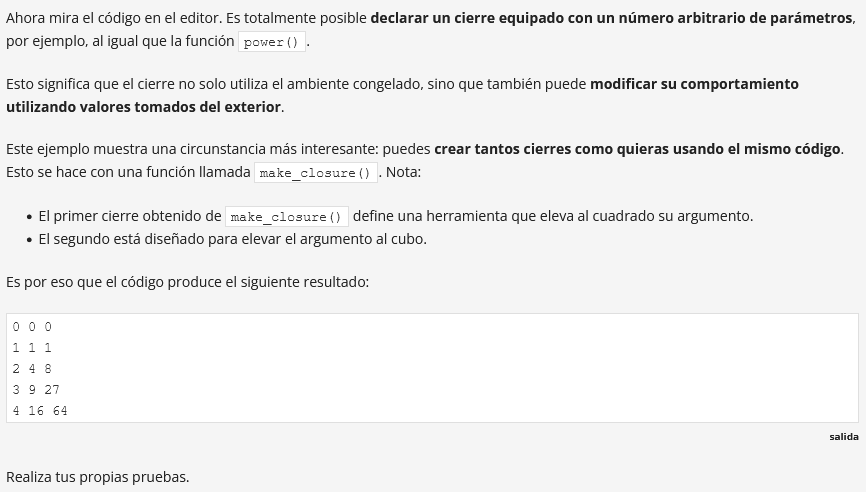 Ahora mira el código en el editor. Es totalmente posible declarar un cierre equipado con un número arbitrario de parámetros,
por ejemplo, al igual que la función power().
Esto significa que el cierre no solo utiliza el ambiente congelado, sino que también puede modificar su comportamiento
utilizando valores tomados del exterior.
Este ejemplo muestra una circunstancia más interesante: puedes crear tantos cierres como quieras usando el mismo código.
Esto se hace con una función llamada make_closure(). Nota:
• El primer cierre obtenido de make_closure() define una herramienta que eleva al cuadrado su argumento.
• El segundo está diseñado para elevar el argumento al cubo.
Es por eso que el código produce el siguiente resultado:
0 0 0
1 1 1
2 4 8
3 9 27
4 16 64
salida
Realiza tus propias pruebas.